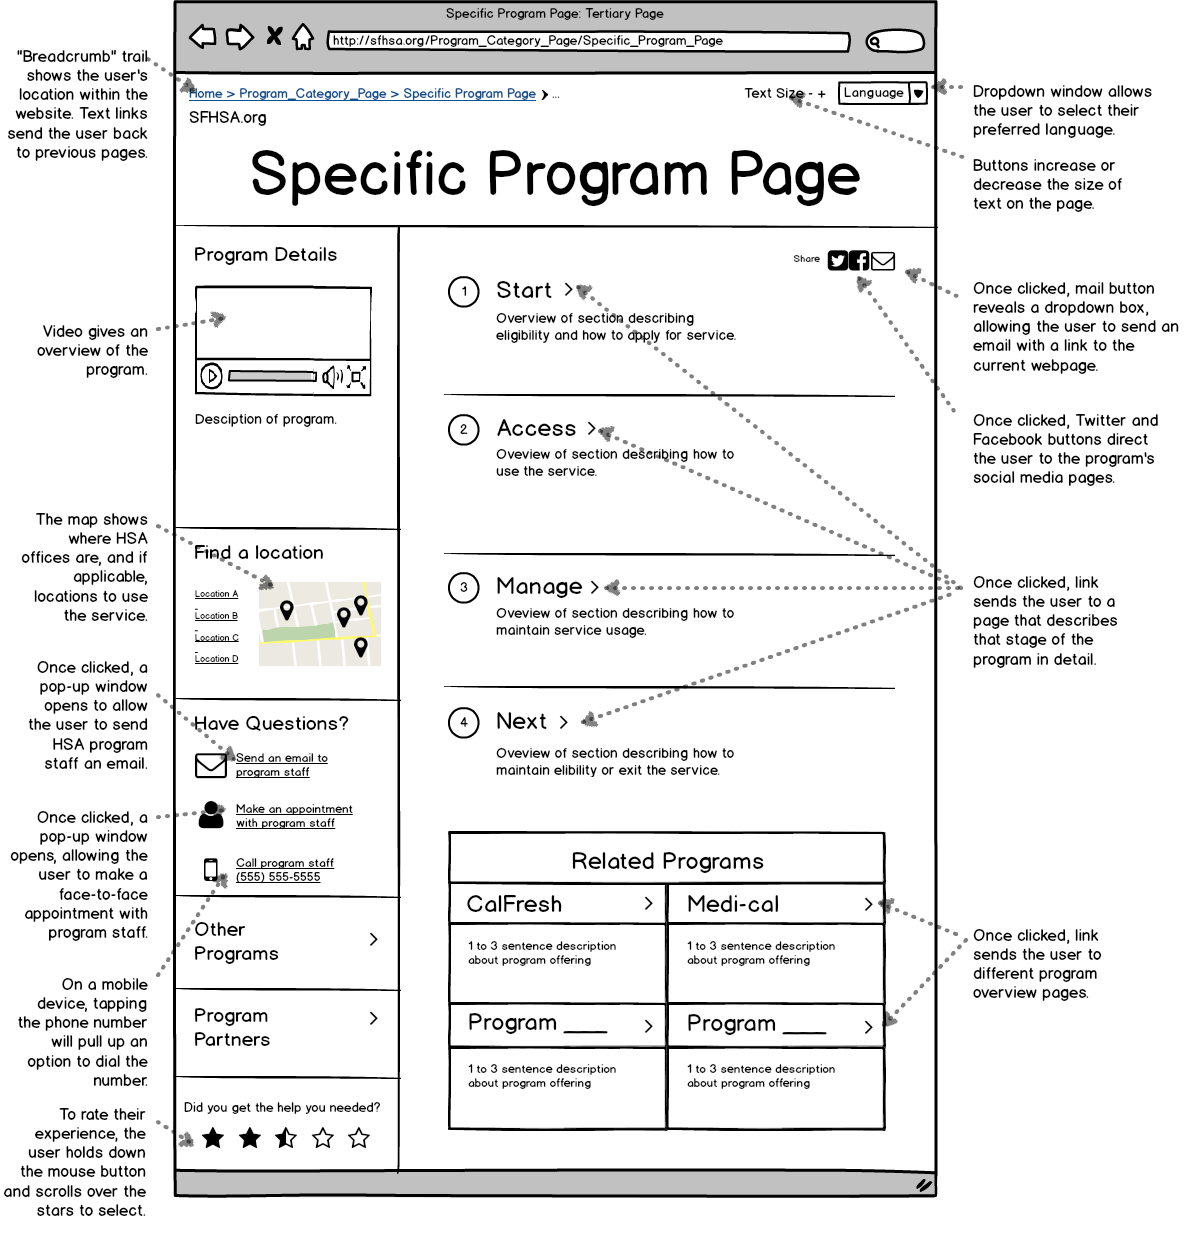 Specific Program Page: Tertiary Page
http://sfhsa.org/Program_Category_Page/Specific_Program_Page
Home > Program_Category_Page > Specific Program Page > ...
Text Size - +
Language
SFHSA.org
Specific Program Page
"Breadcrumb" trail
shows the user's
location within the
website. Text links
send the user back
to previous pages.
Dropdown window allows
the user to select their
preferred language.
Buttons increase or
decrease the size of
text on the page.
Program Details
Video gives an
overview of the
program.
Desciption of program.
The map shows
where HSA
offices are, and if
applicable,
locations to use
the service.
Find a location
Location A
Location B
Location C
Location D
Once clicked, a
pop-up window
opens to allow
the user to send
HSA program
staff an email.
Have Questions?
Send an email to
program staff
Make an appointment
with program staff
Call program staff
(555) 555-5555
Once clicked, a
pop-up window
opens, allowing the
user to make a
face-to-face
appointment with
program staff.
On a mobile
device, tapping
the phone number
will pull up an
option to dial the
number.
Other
Programs
Program
Partners
Did you get the help you needed?
To rate their
experience, the
user holds down
the mouse button
and scrolls over the
stars to select.
Share
1
Start >
Overview of section describing
eligibility and how to apply for service.
2
Access >
Oveview of section describing how to
use the service.
3
Manage >
Oveview of section describing how to
maintain service usage.
4
Next >
Oveview of section describing how to
maintain elibility or exit the service.
Related Programs
CalFresh >
Medi-cal >
1 to 3 sentence description
about program offering
1 to 3 sentence description
about program offering
Program ____ >
Program ____ >
1 to 3 sentence description
about program offering
1 to 3 sentence description
about program offering
Once clicked, mail button
reveals a dropdown box,
allowing the user to send an
email with a link to the
current webpage.
Once clicked, Twitter and
Facebook buttons direct
the user to the program's
social media pages.
Once clicked, link
sends the user to a
page that describes
that stage of the
program in detail.
Once clicked, link
sends the user to
different program
overview pages.